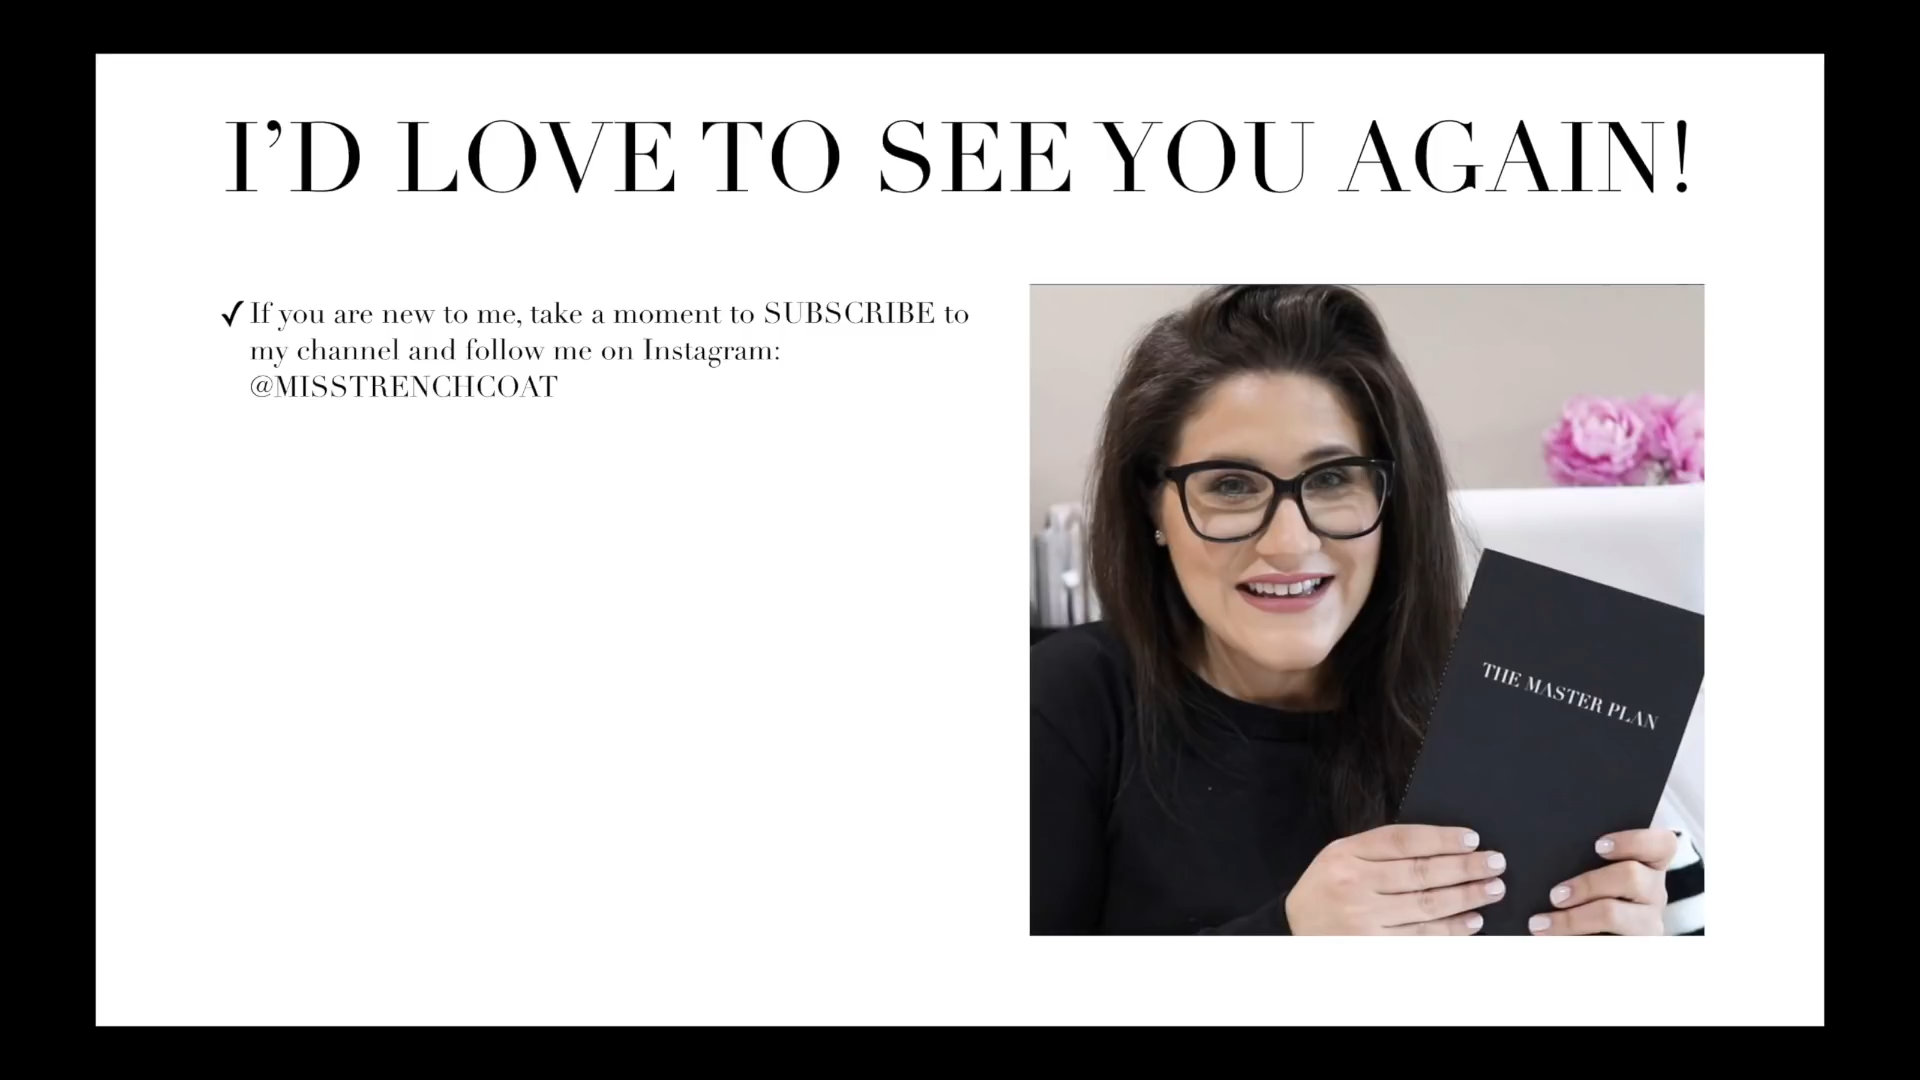 I’D LOVE TO SEE YOU AGAIN!
✓ If you are new to me, take a moment to SUBSCRIBE to
my channel and follow me on Instagram:
@MISSTRENCHCOAT
THE MASTER PLAN